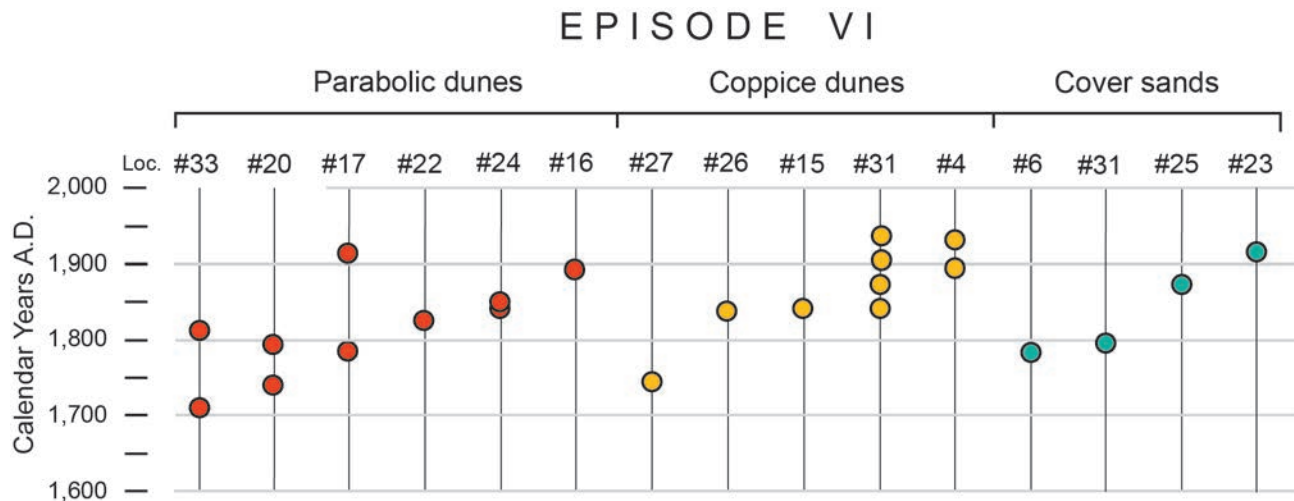 EPISODE VI
Parabolic dunes Coppice dunes Cover sands
Loc. #33 #20 #17 #22 #24 #16 #27 #26 #15 #31 #4 #6 #31 #25 #23
Calendar Years A.D.
2,000
1,900
1,800
1,700
1,600